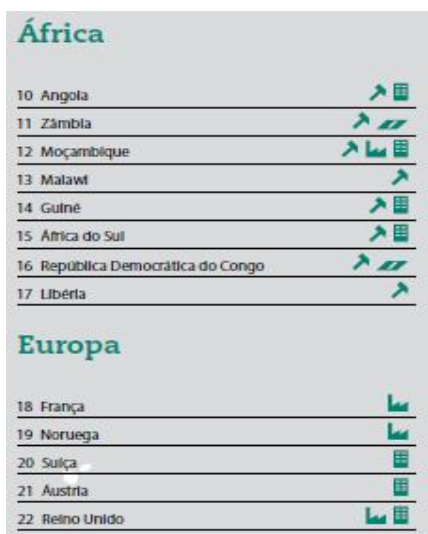 África
10 Angola
11 Zâmbia
12 Moçambique
13 Malawi
14 Guiné
15 África do Sul
16 República Democrática do Congo
17 Libéria
Europa
18 França
19 Noruega
20 Suíça
21 Áustria
22 Reino Unido